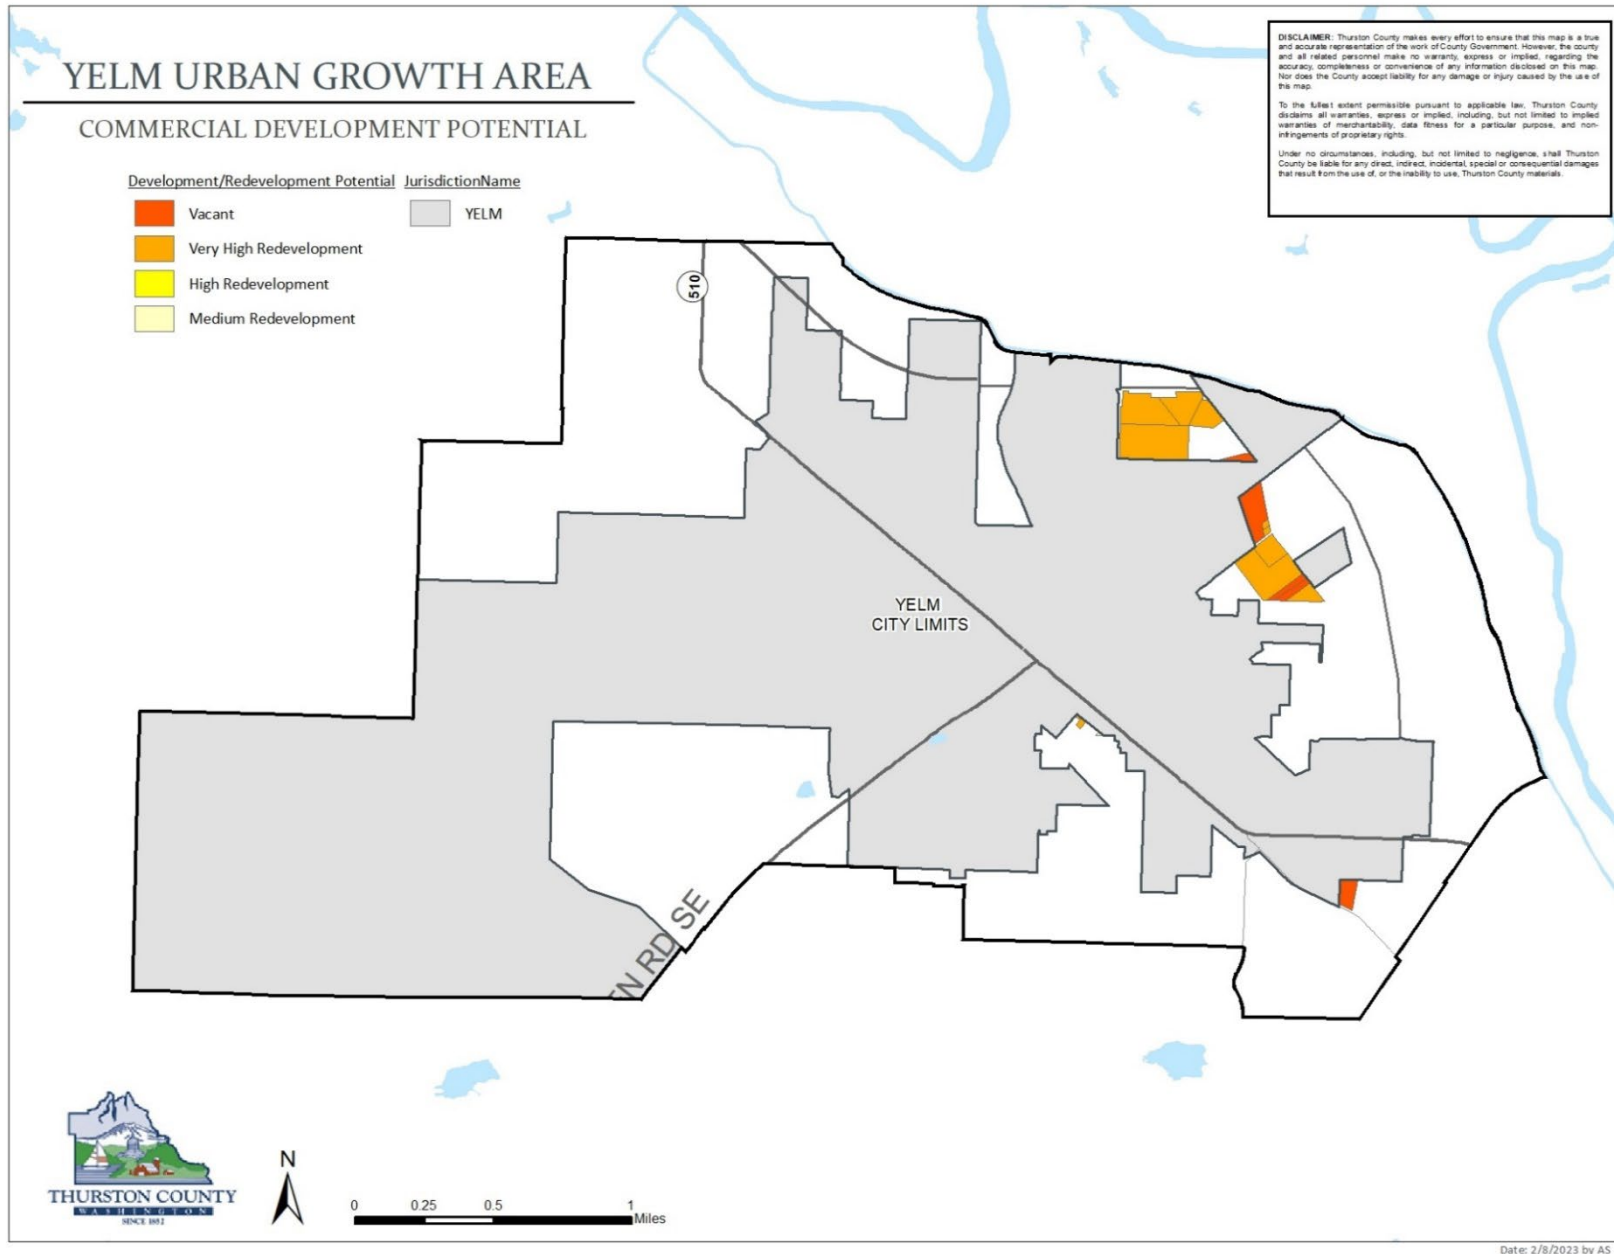 YELM URBAN GROWTH AREA
COMMERCIAL DEVELOPMENT POTENTIAL
Development/Redevelopment Potential JurisdictionName
Vacant
YELM
Very High Redevelopment
High Redevelopment
Medium Redevelopment
DISCLAIMER: Thurston County makes every effort to ensure that this map is a true
and accurate representation of the work of County Government. However, the county
and all related personnel make no warranty, express or implied, regarding the
accuracy, completeness or convenience of any information disclosed on this map.
Nor does the County accept liability for any damage or injury caused by the use of
this map.
To the fullest extent permissible pursuant to applicable law, Thurston County
disclaims all warranties, express or implied, including, but not limited to implied
warranties of merchantability, data fitness for a particular purpose, and non-
infringements of proprietary rights.
Under no circumstances, including, but not limited to negligence, shall Thurston
County be liable for any direct, indirect, incidental, special or consequential damages
that result from the use of, or the inability to use, Thurston County materials.
510
YELM
CITY LIMITS
EN RD SE
THURSTON COUNTY
WASHINGTON
SINCE 1852
N
0 0.25 0.5 1
Miles
Date: 2/8/2023 by AS